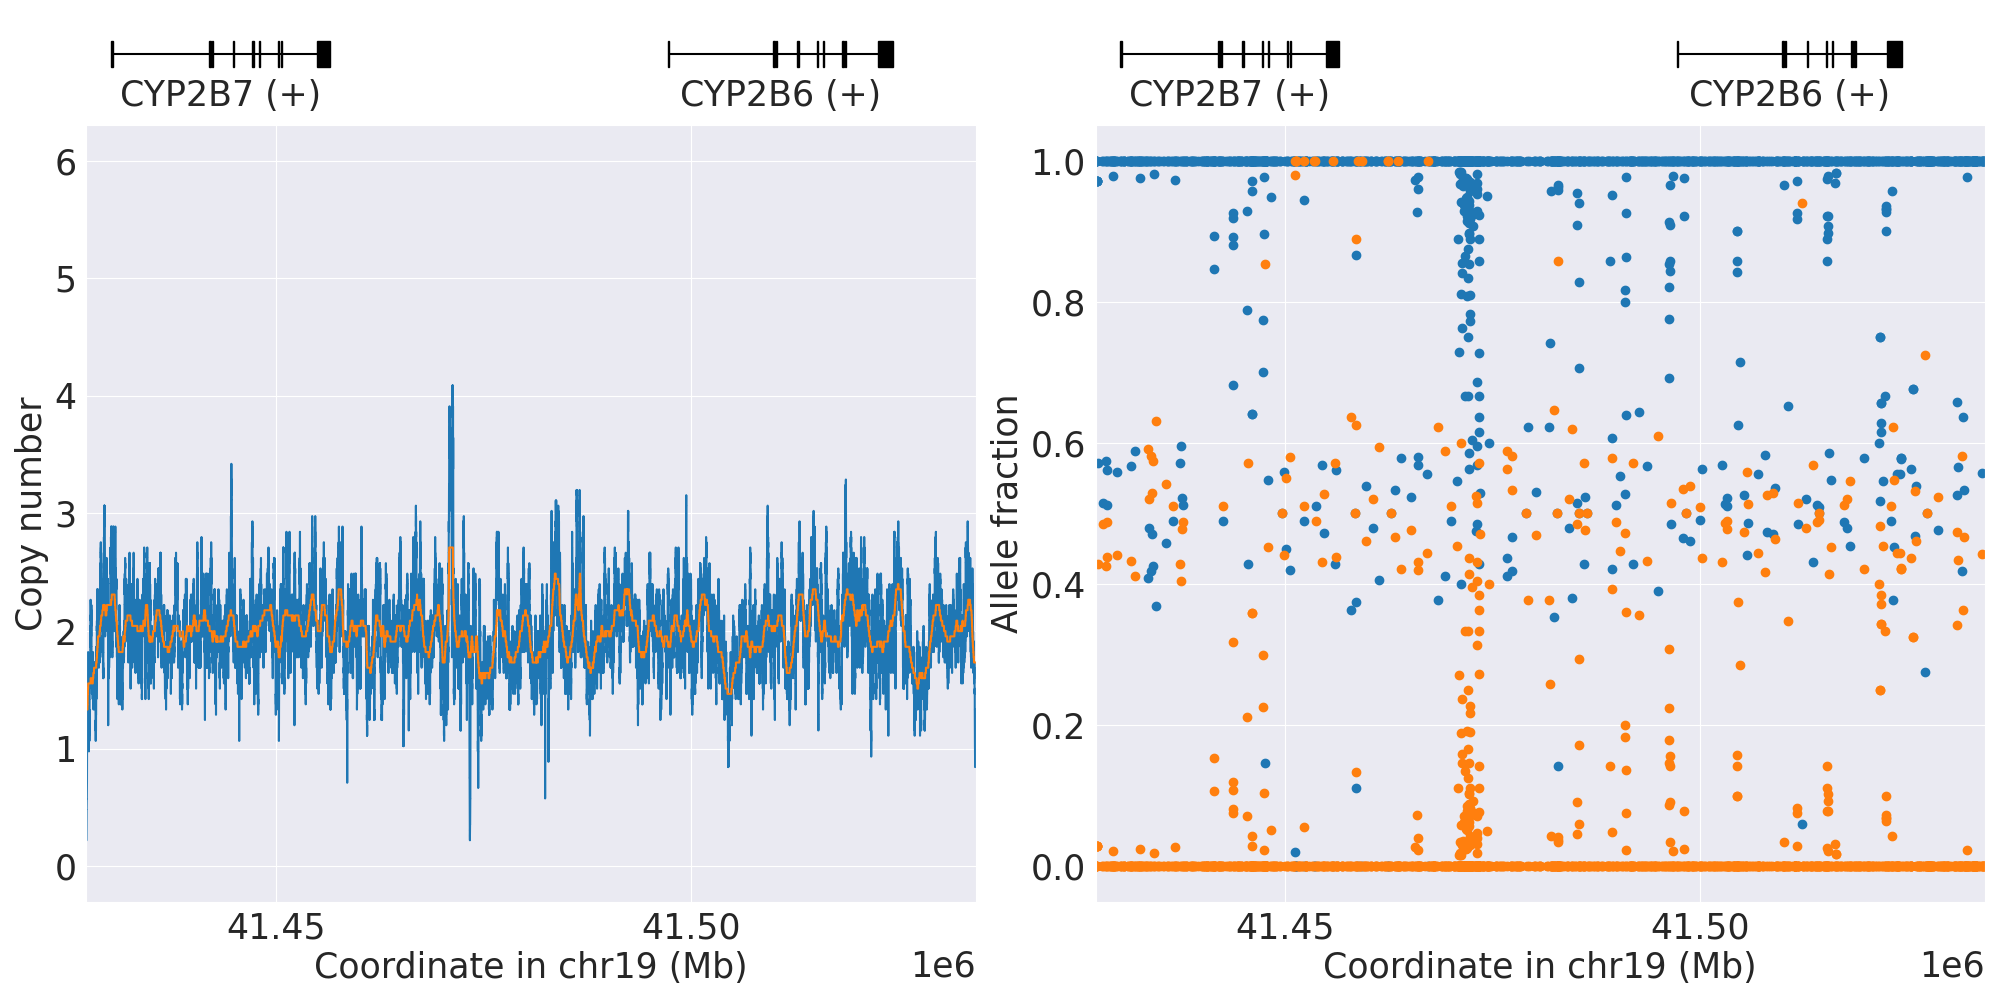 CYP2B7 (+) CYP2B6 (+)
CYP2B7 (+) CYP2B6 (+)
Copy number
6
5
4
3
2
1
0
41.45 41.50
Coordinate in chr19 (Mb) 1e6
Allele fraction
1.0
0.8
0.6
0.4
0.2
0.0
41.45 41.50
Coordinate in chr19 (Mb) 1e6